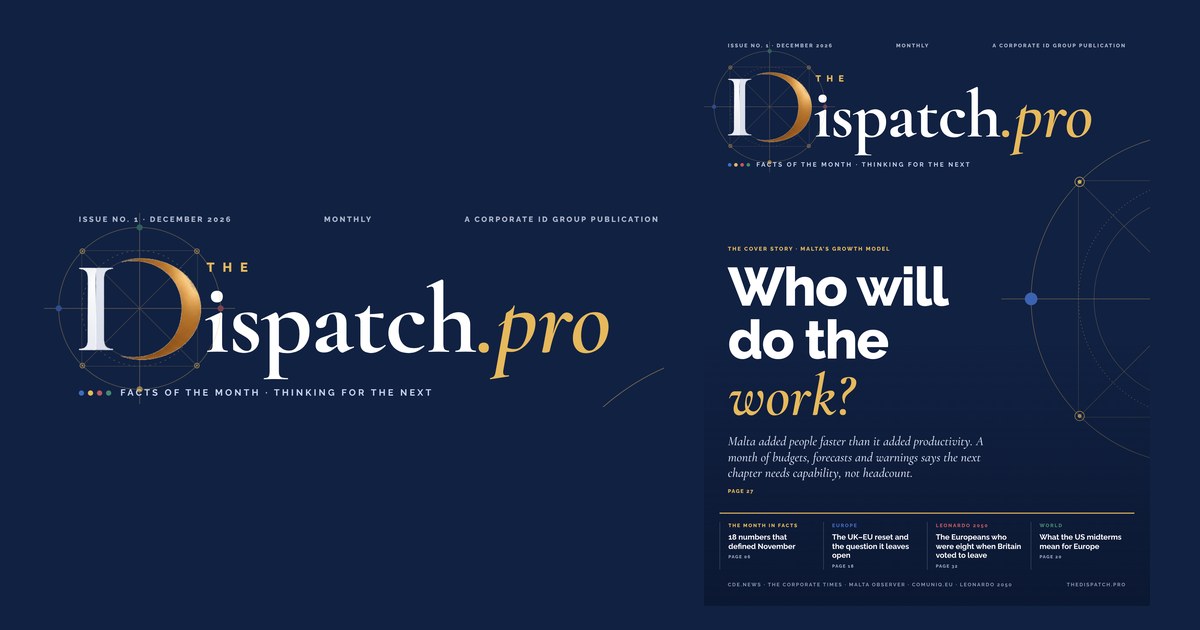 ISSUE NO. 1 · DECEMBER 2026 MONTHLY A CORPORATE ID GROUP PUBLICATION
THE
Dispatch.pro
FACTS OF THE MONTH · THINKING FOR THE NEXT
ISSUE NO. 1 · DECEMBER 2026 MONTHLY A CORPORATE ID GROUP PUBLICATION
THE
Dispatch.pro
FACTS OF THE MONTH · THINKING FOR THE NEXT
THE COVER STORY · MALTA'S GROWTH MODEL
Who will
do the
work?
Malta added people faster than it added productivity. A
month of budgets, forecasts and warnings says the next
chapter needs capability, not headcount.
PAGE 27
THE MONTH IN FACTS
18 numbers that
defined November
PAGE 06
EUROPE
The UK–EU reset and
the question it leaves
open
PAGE 18
LEONARDO 2050
The Europeans who
were eight when Britain
voted to leave
PAGE 32
WORLD
What the US midterms
mean for Europe
PAGE 20
CDE.NEWS · THE CORPORATE TIMES · MALTA OBSERVER · COMUNIQ.EU · LEONARDO 2050 THEDISPATCH.PRO